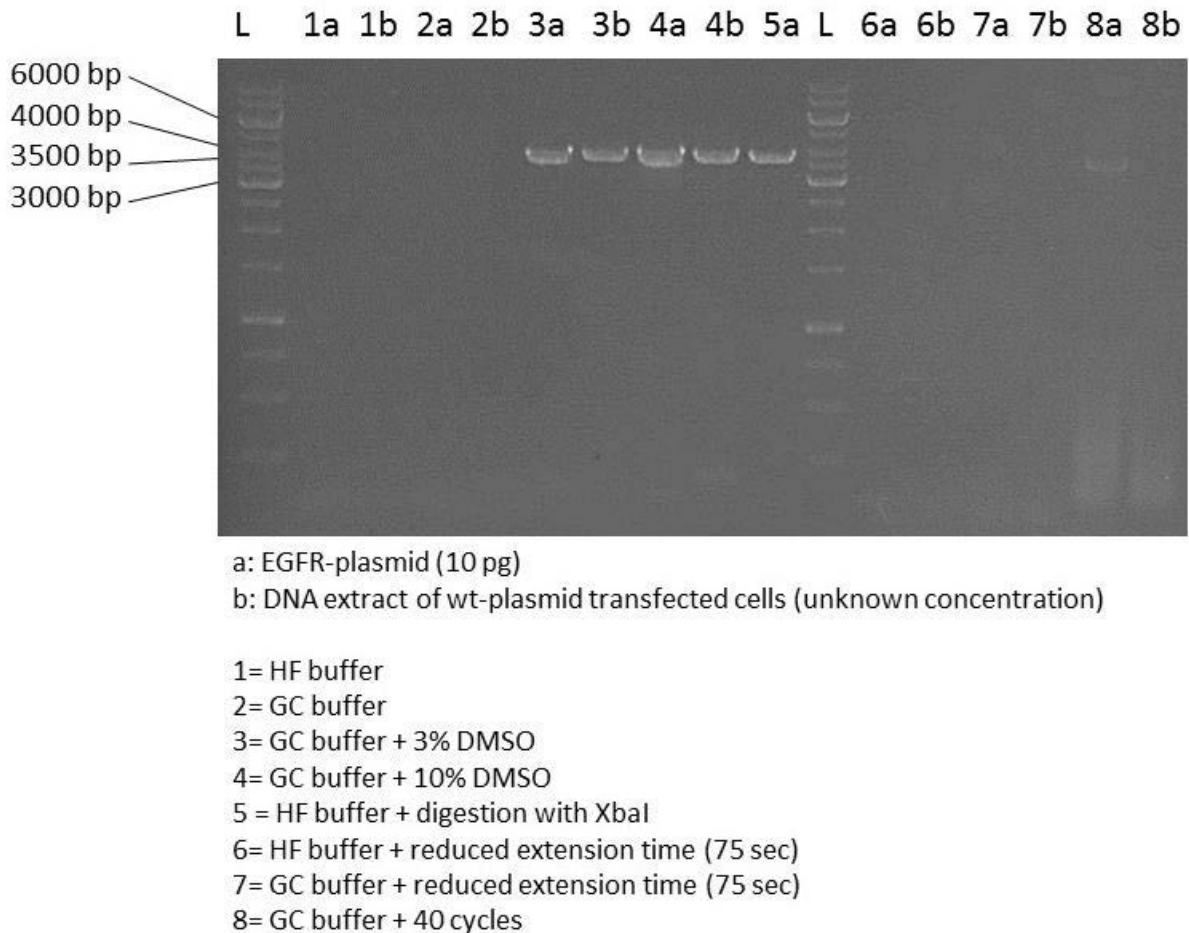 L 1a 1b 2a 2b 3a 3b 4a 4b 5a L 6a 6b 7a 7b 8a 8b
6000 bp
4000 bp
3500 bp
3000 bp
a: EGFR-plasmid (10 pg)
b: DNA extract of wt-plasmid transfected cells (unknown concentration)
1= HF buffer
2= GC buffer
3= GC buffer + 3% DMSO
4= GC buffer + 10% DMSO
5 = HF buffer + digestion with XbaI
6= HF buffer + reduced extension time (75 sec)
7= GC buffer + reduced extension time (75 sec)
8= GC buffer + 40 cycles